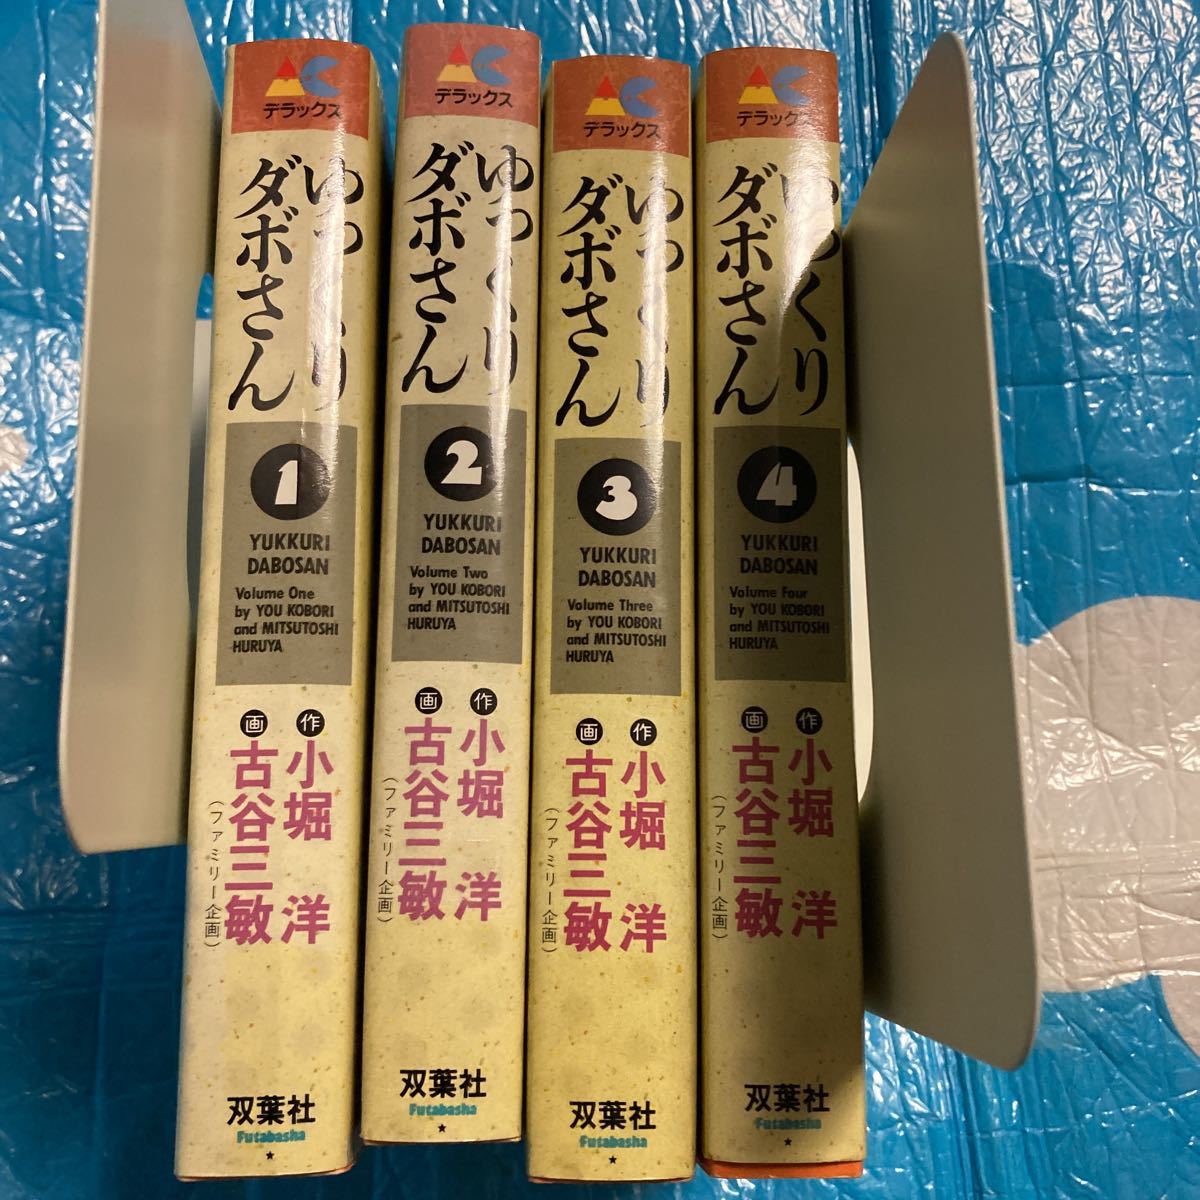 デラックス
ゆっくり
ダボさん
1
YUKKURI
DABOSAN
Volume One
by YOU KOBORI
and MITSUTOSHI
HURUYA
作 小堀 洋
画 古谷三敏
(ファミリー企画)
双葉社
Futabasha
デラックス
ゆっくり
ダボさん
2
YUKKURI
DABOSAN
Volume Two
by YOU KOBORI
and MITSUTOSHI
HURUYA
作 小堀 洋
画 古谷三敏
(ファミリー企画)
双葉社
Futabasha
デラックス
ゆっくり
ダボさん
3
YUKKURI
DABOSAN
Volume Three
by YOU KOBORI
and MITSUTOSHI
HURUYA
作 小堀 洋
画 古谷三敏
(ファミリー企画)
双葉社
Futabasha
デラックス
ゆっくり
ダボさん
4
YUKKURI
DABOSAN
Volume Four
by YOU KOBORI
and MITSUTOSHI
HURUYA
作 小堀 洋
画 古谷三敏
(ファミリー企画)
双葉社
Futabasha